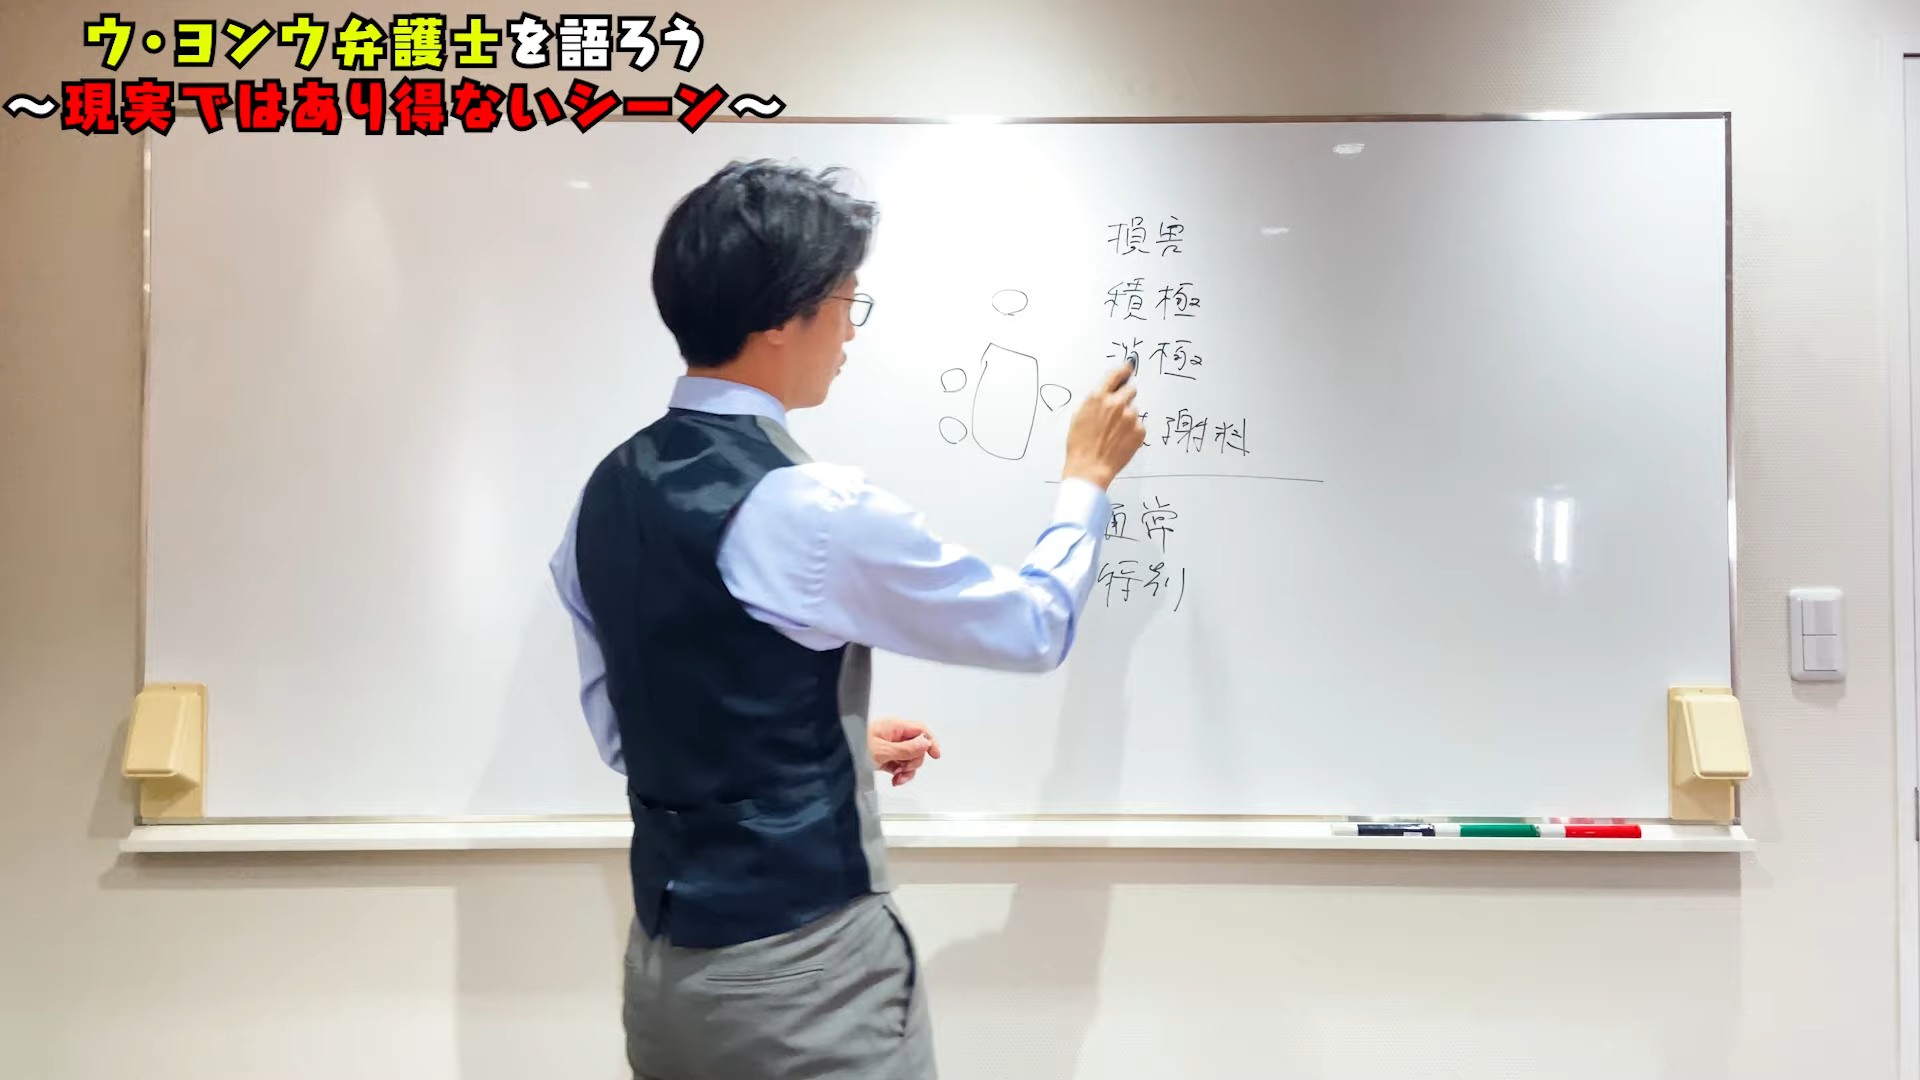 ウ・ヨンウ弁護士を語ろう
～現実ではあり得ないシーン～
損害
積極
消極
謝料
通常
特別